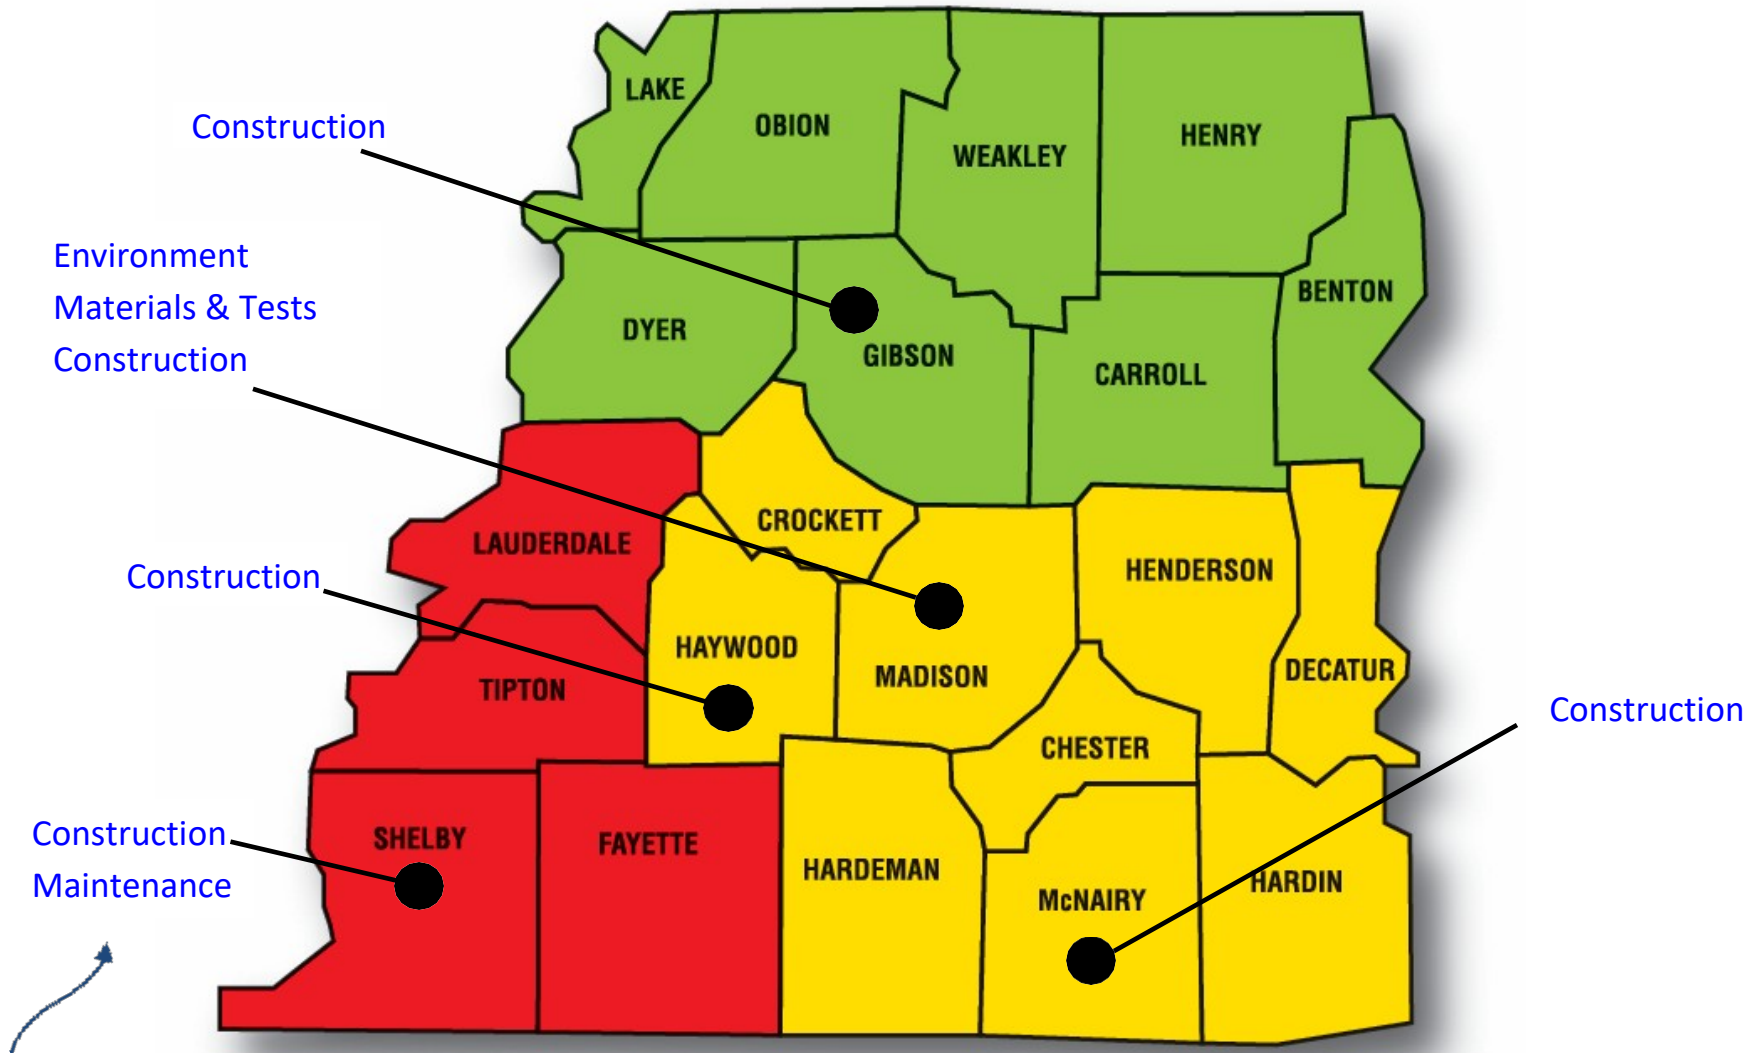 LAKE
OBION
WEAKLEY
HENRY
Construction
Environment
Materials & Tests
Construction
BENTON
DYER
GIBSON
CARROLL
CROCKETT
LAUDERDALE
HENDERSON
Construction
HAYWOOD
MADISON
DECATUR
TIPTON
Construction
CHESTER
Construction
Maintenance
SHELBY
FAYETTE
HARDEMAN
McNAIRY
HARDIN